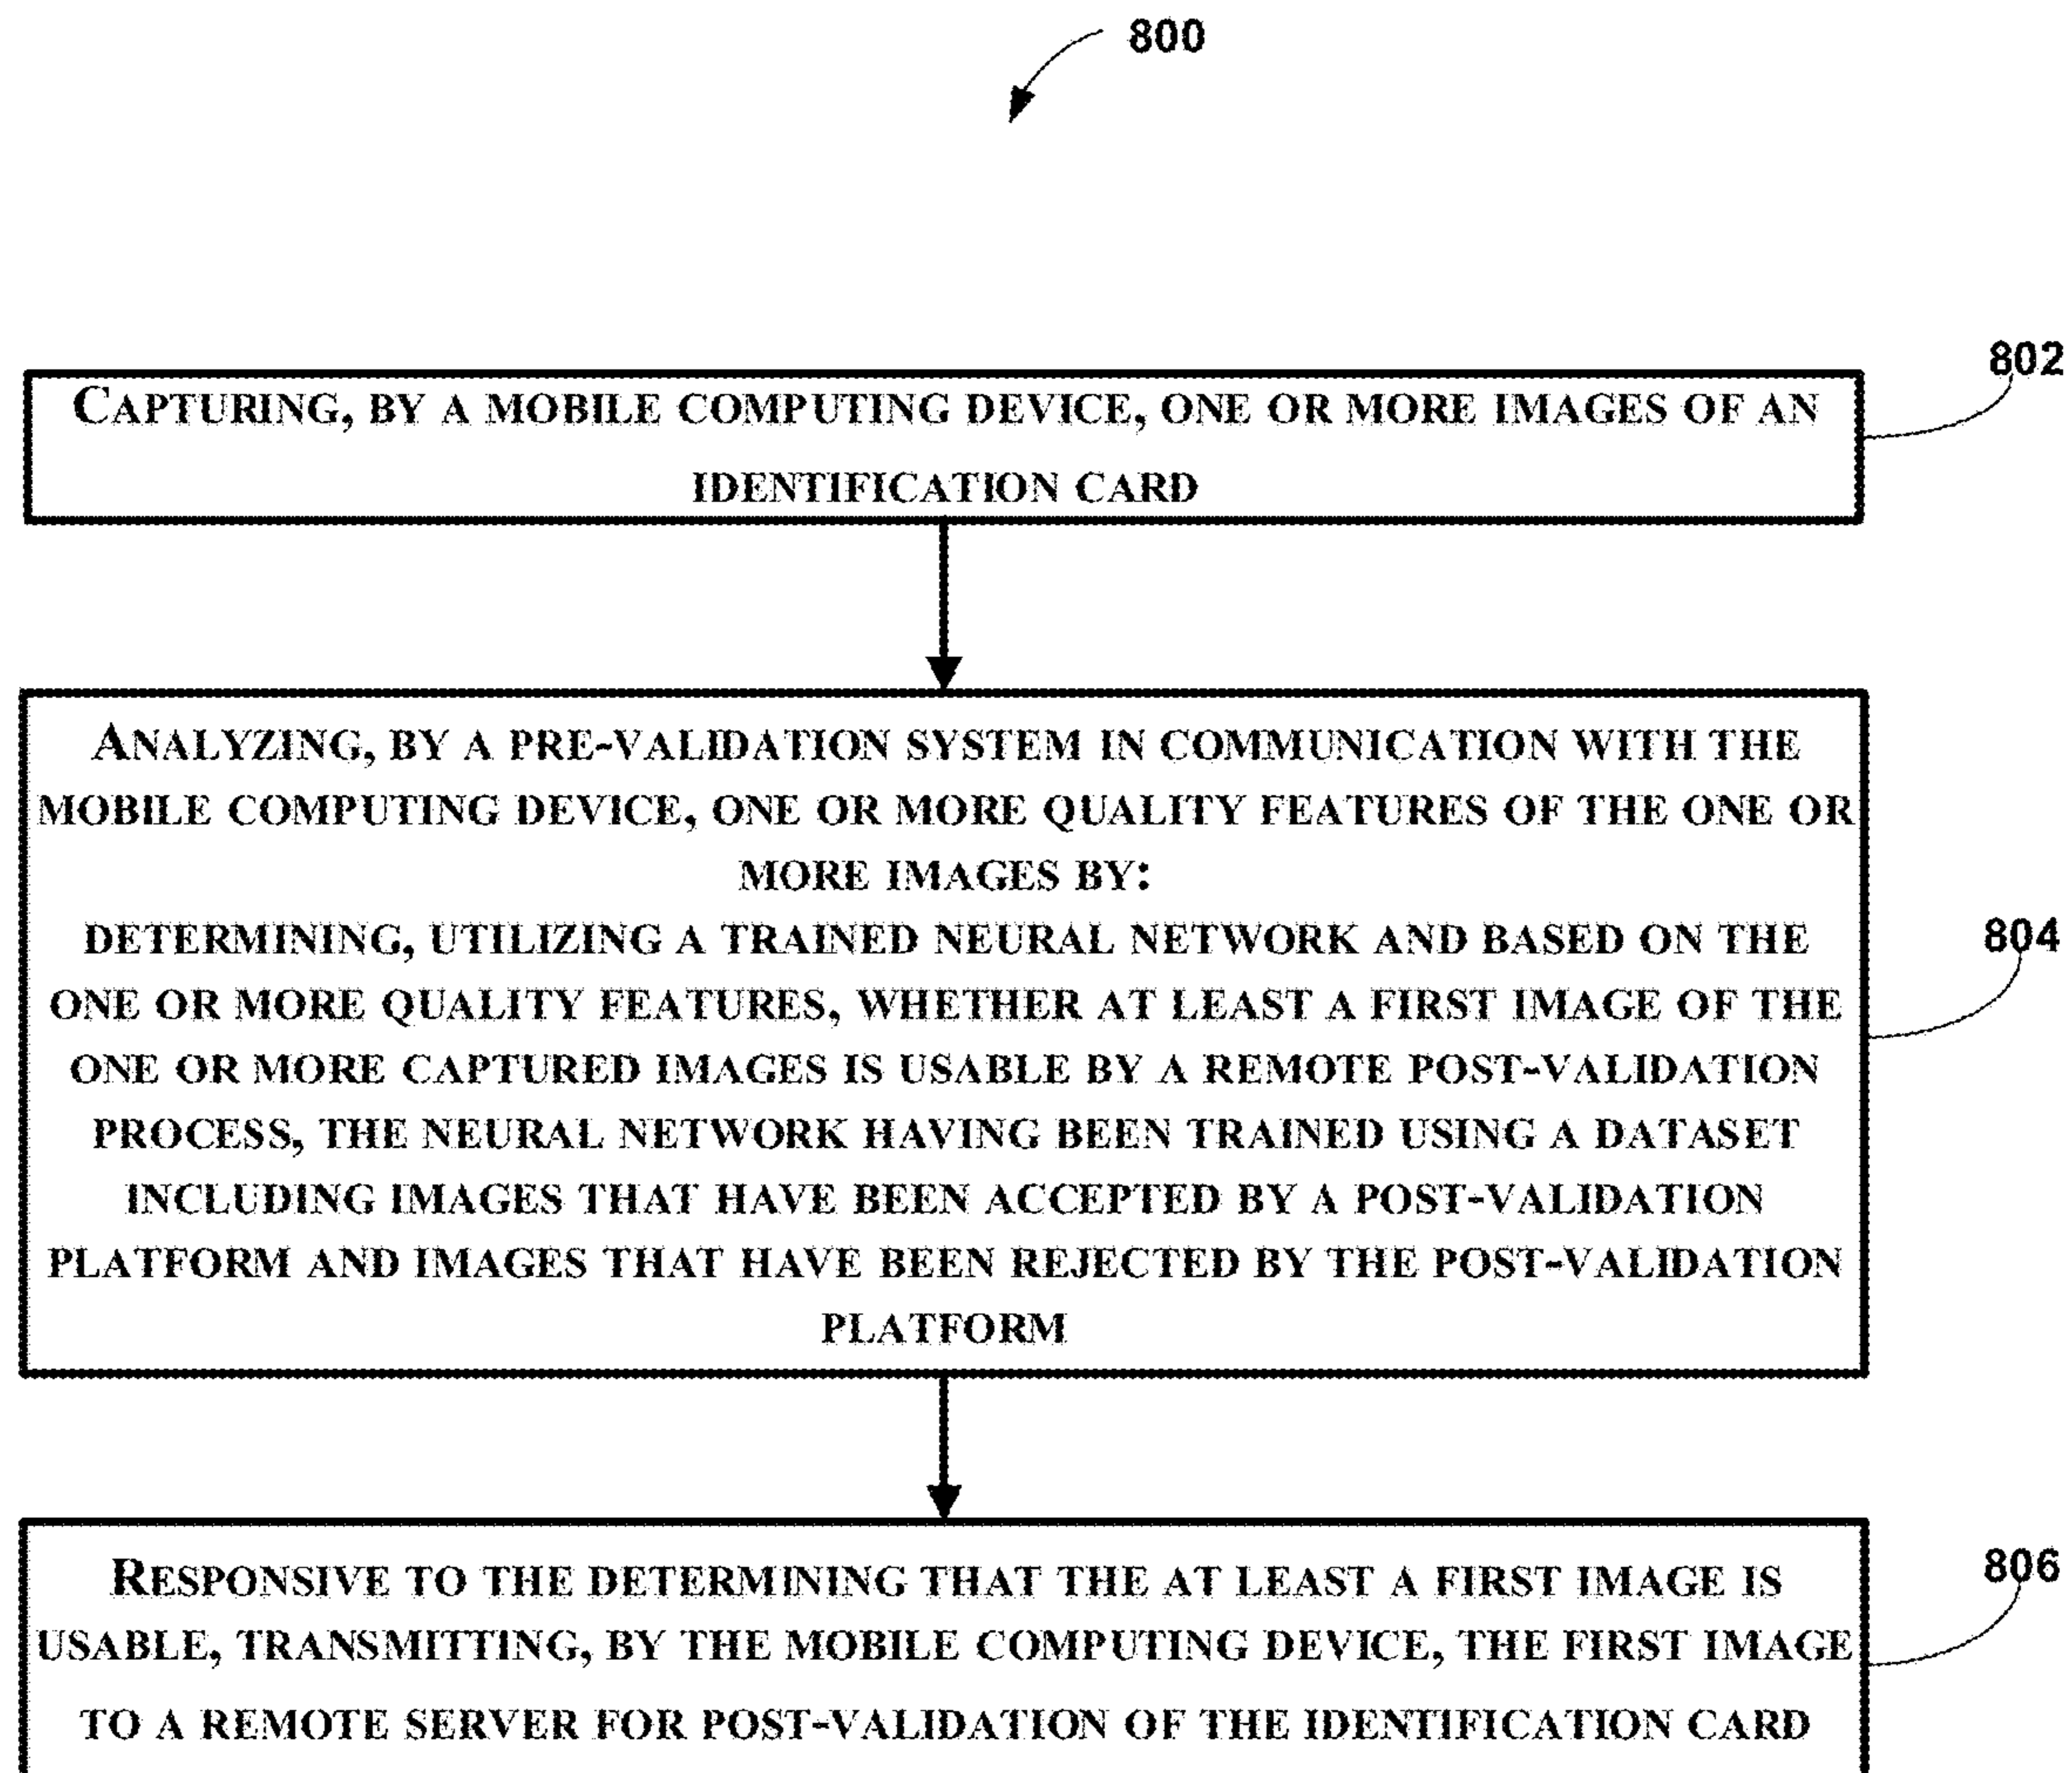 800
802
CAPTURING, BY A MOBILE COMPUTING DEVICE, ONE OR MORE IMAGES OF AN
IDENTIFICATION CARD
ANALYZING, BY A PRE-VALIDATION SYSTEM IN COMMUNICATION WITH THE
MOBILE COMPUTING DEVICE, ONE OR MORE QUALITY FEATURES OF THE ONE OR
MORE IMAGES BY:
DETERMINING, UTILIZING A TRAINED NEURAL NETWORK AND BASED ON THE
804
ONE OR MORE QUALITY FEATURES, WHETHER AT LEAST A FIRST IMAGE OF THE
ONE OR MORE CAPTURED IMAGES IS USABLE BY A REMOTE POST-VALIDATION
PROCESS, THE NEURAL NETWORK HAVING BEEN TRAINED USING A DATASET
INCLUDING IMAGES THAT HAVE BEEN ACCEPTED BY A POST-VALIDATION
PLATFORM AND IMAGES THAT HAVE BEEN REJECTED BY THE POST-VALIDATION
PLATFORM
806
RESPONSIVE TO THE DETERMINING THAT THE AT LEAST A FIRST IMAGE IS
USABLE, TRANSMITTING, BY THE MOBILE COMPUTING DEVICE, THE FIRST IMAGE
TO A REMOTE SERVER FOR POST-VALIDATION OF THE IDENTIFICATION CARD